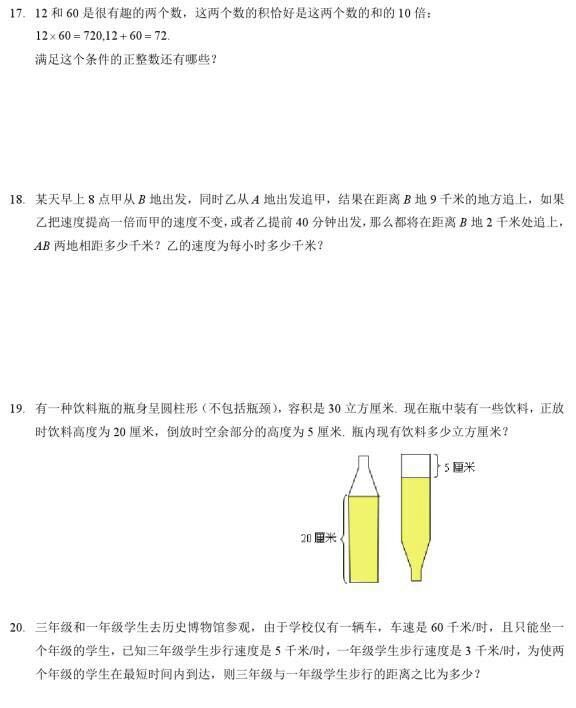 17. 12 和 60 是很有趣的两个数，这两个数的积恰好是这两个数的和的 10 倍：
12×60 = 720,12 + 60 = 72.
满足这个条件的正整数还有哪些？
18. 某天早上 8 点甲从 B 地出发，同时乙从 A 地出发追甲，结果在距离 B 地 9 千米的地方追上，如果
乙把速度提高一倍而甲的速度不变，或者乙提前 40 分钟出发，那么都将在距离 B 地 2 千米处追上，
AB 两地相距多少千米？乙的速度为每小时多少千米？
19. 有一种饮料瓶的瓶身呈圆柱形（不包括瓶颈），容积是 30 立方厘米. 现在瓶中装有一些饮料，正放
时饮料高度为 20 厘米，倒放时空余部分的高度为 5 厘米. 瓶内现有饮料多少立方厘米？
5 厘米
20 厘米
20. 三年级和一年级学生去历史博物馆参观，由于学校仅有一辆车，车速是 60 千米/时，且只能坐一
个年级的学生，已知三年级学生步行速度是 5 千米/时，一年级学生步行速度是 3 千米/时，为使两
个年级的学生在最短时间内到达，则三年级与一年级学生步行的距离之比为多少？